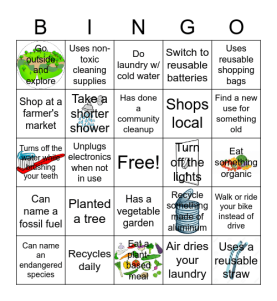 B I N G O
Go outside and explore
Uses non-toxic cleaning supplies
Do laundry w/ cold water
Switch to reusable batteries
Uses reusable shopping bags
Shop at a farmer's market
Take a shorter shower
Has done a community cleanup
Shops local
Find a new use for something old
Turns off the water while brushing your teeth
Unplugs electronics when not in use
Free!
Turn off the lights
Eat something organic
Can name a fossil fuel
Planted a tree
Has a vegetable garden
Recycle something made of aluminum
Walk or ride your bike instead of drive
Can name an endangered species
Recycles daily
Eat a plant-based meal
Air dries your laundry
Uses a reusable straw